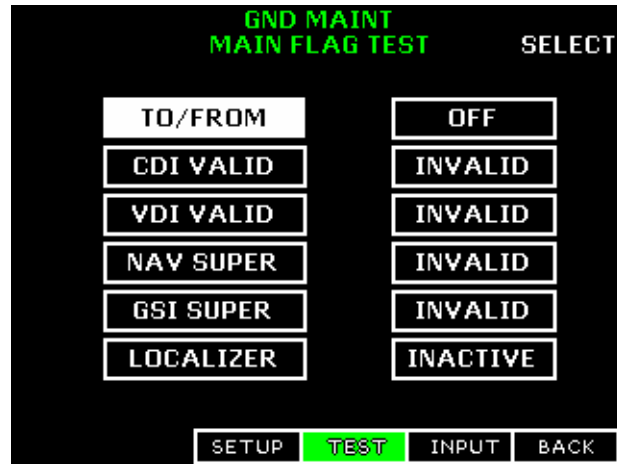 GND MAINT
MAIN FLAG TEST SELECT
TO/FROM OFF
CDI VALID INVALID
VDI VALID INVALID
NAV SUPER INVALID
GSI SUPER INVALID
LOCALIZER INACTIVE
SETUP TEST INPUT BACK